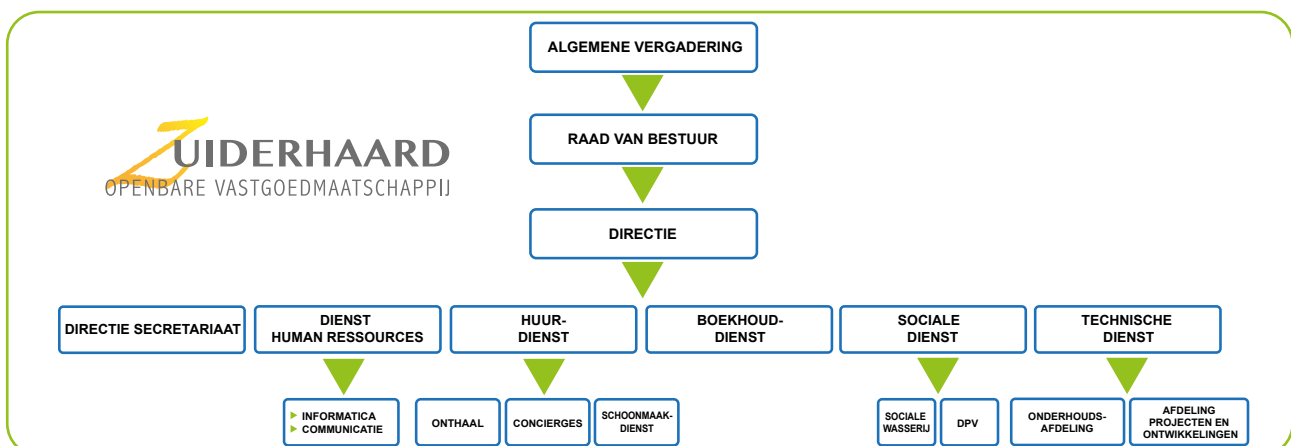 ALGEMENE VERGADERING
ZUIDERHAARD
OPENBARE VASTGOEDMAATSCHAPPIJ
RAAD VAN BESTUUR
DIRECTIE
DIRECTIE SECRETARIAAT
DIENST
HUMAN RESSOURCES
HUUR-
DIENST
BOEKHOUD-
DIENST
SOCIALE
DIENST
TECHNISCHE
DIENST
INFORMATICA
COMMUNICATIE
ONTHAAL
CONCIERGES
SCHOONMAAK-
DIENST
SOCIALE
WASSERIJ
DPV
ONDERHOUDS-
AFDELING
AFDELING
PROJECTEN EN
ONTWIKKELINGEN